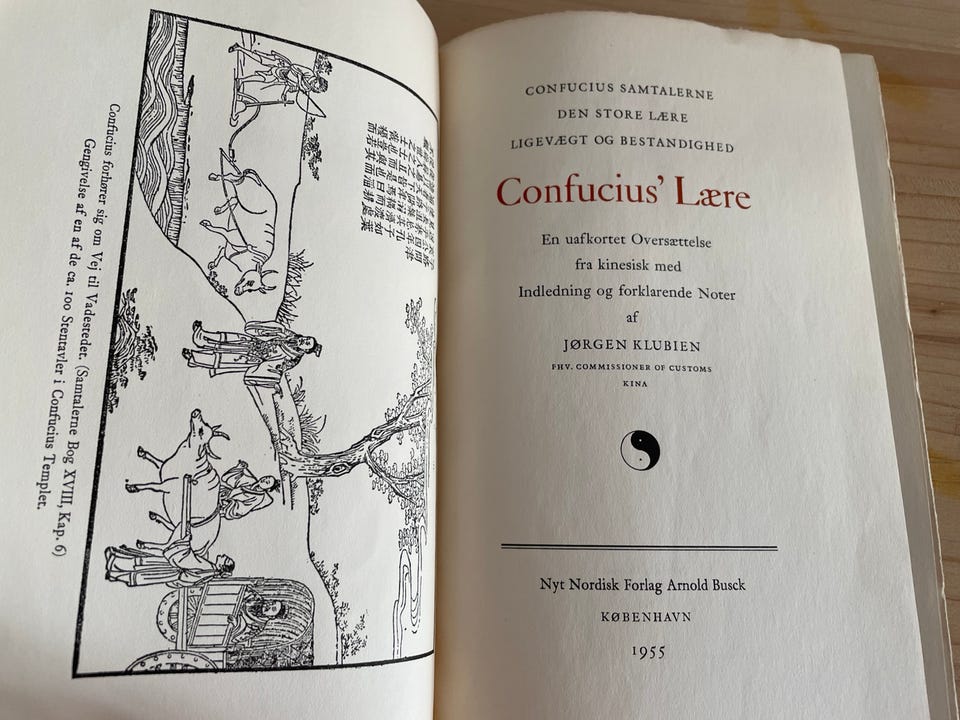 Confucius forhører sig om Vej til Vadestedet. (Samtalerne Bog XVIII, Kap. 6)
Gengivelse af en af de ca. 100 Stentavler i Confucius Templet.
CONFUCIUS SAMTALERNE
DEN STORE LÆRE
LIGEVÆGT OG BESTANDIGHED
Confucius' Lære
En uafkortet Oversættelse
fra kinesisk med
Indledning og forklarende Noter
af
JØRGEN KLUBIEN
FHV. COMMISSIONER OF CUSTOMS
KINA
Nyt Nordisk Forlag Arnold Busck
KØBENHAVN
1955